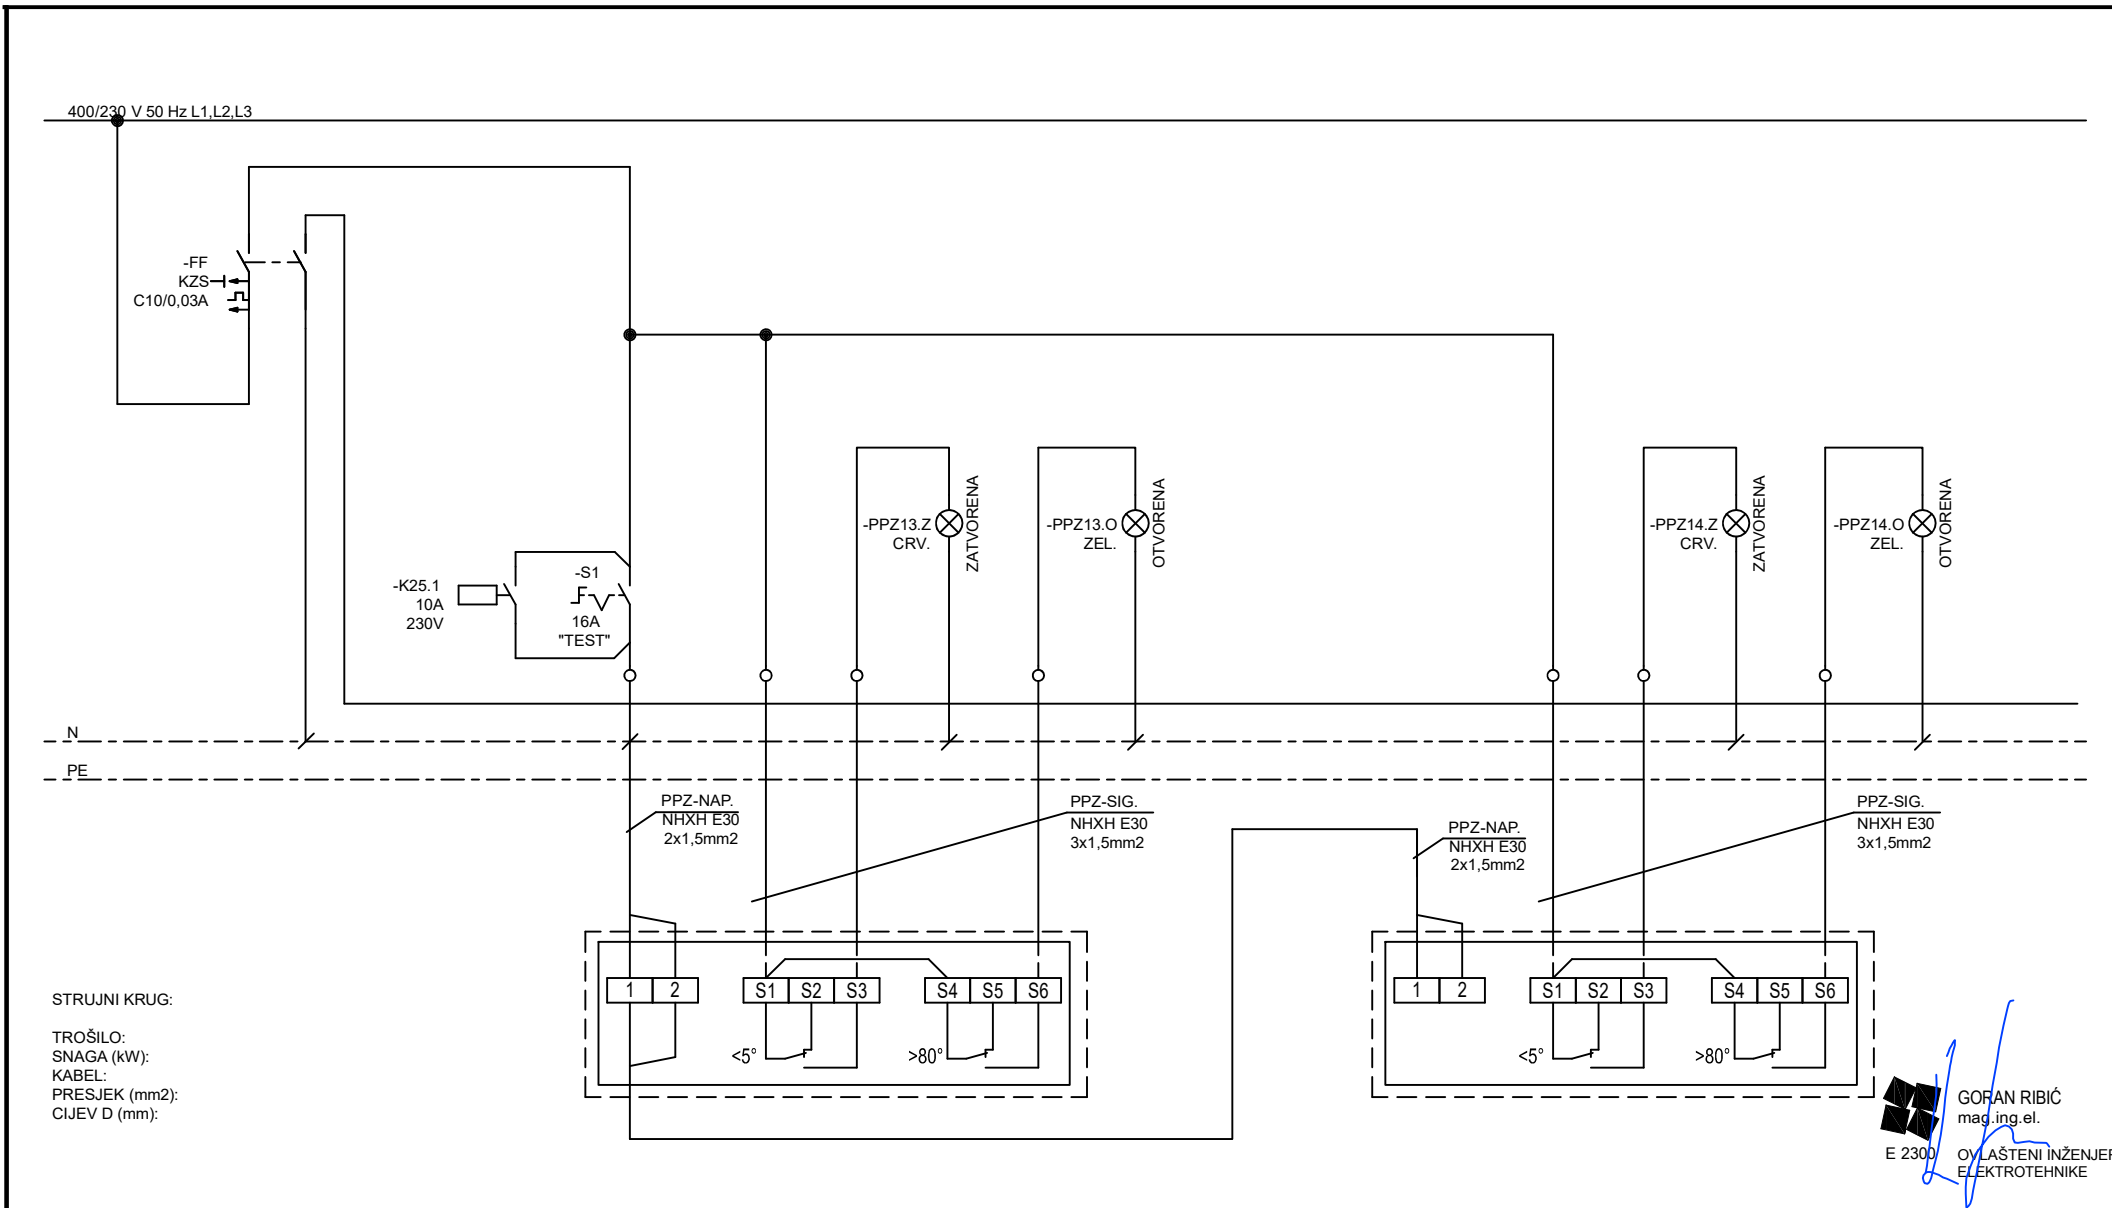 400/230 V 50 Hz L1,L2,L3
-FF
KZS
C10/0,03A
-K25.1
10A
230V
-S1
16A
"TEST"
-PPZ13.Z
CRV.
ZATVORENA
-PPZ13.O
ZEL.
OTVORENA
-PPZ14.Z
CRV.
ZATVORENA
-PPZ14.O
ZEL.
OTVORENA
N
PE
PPZ-NAP.
NHXH E30
2x1,5mm2
PPZ-SIG.
NHXH E30
3x1,5mm2
PPZ-NAP.
NHXH E30
2x1,5mm2
PPZ-SIG.
NHXH E30
3x1,5mm2
1 2 S1 S2 S3 S4 S5 S6
<5° >80°
1 2 S1 S2 S3 S4 S5 S6
<5° >80°
STRUJNI KRUG:
TROŠILO:
SNAGA (kW):
KABEL:
PRESJEK (mm2):
CIJEV D (mm):
GORAN RIBIĆ
mag.ing.el.
E 2300
OVLAŠTENI INŽENJER
ELEKTROTEHNIKE